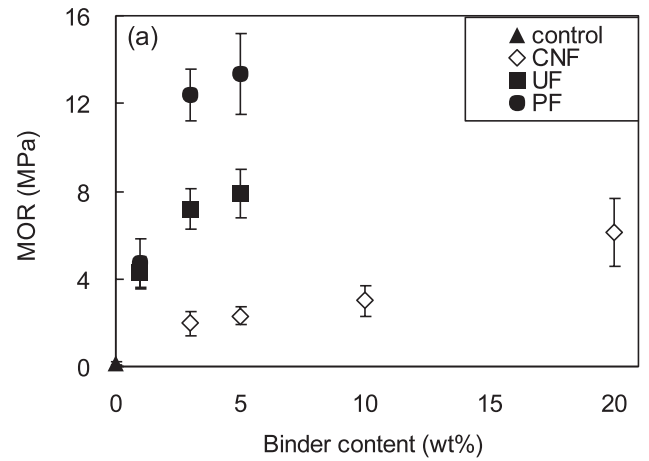 16
(a)
control
CNF
UF
PF
12
8
4
0
MOR (MPa)
0 5 10 15 20
Binder content (wt%)